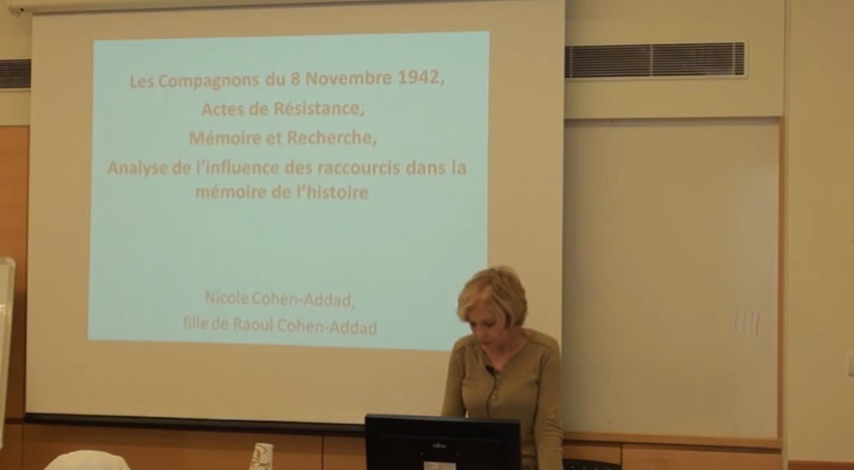 Les Compagnons du 8 Novembre 1942,
Actes de Résistance,
Mémoire et Recherche,
Analyse de l'influence des raccourcis dans la
mémoire de l'histoire
Nicole Cohen-Addad,
fille de Raoul Cohen-Addad
FUJITSU